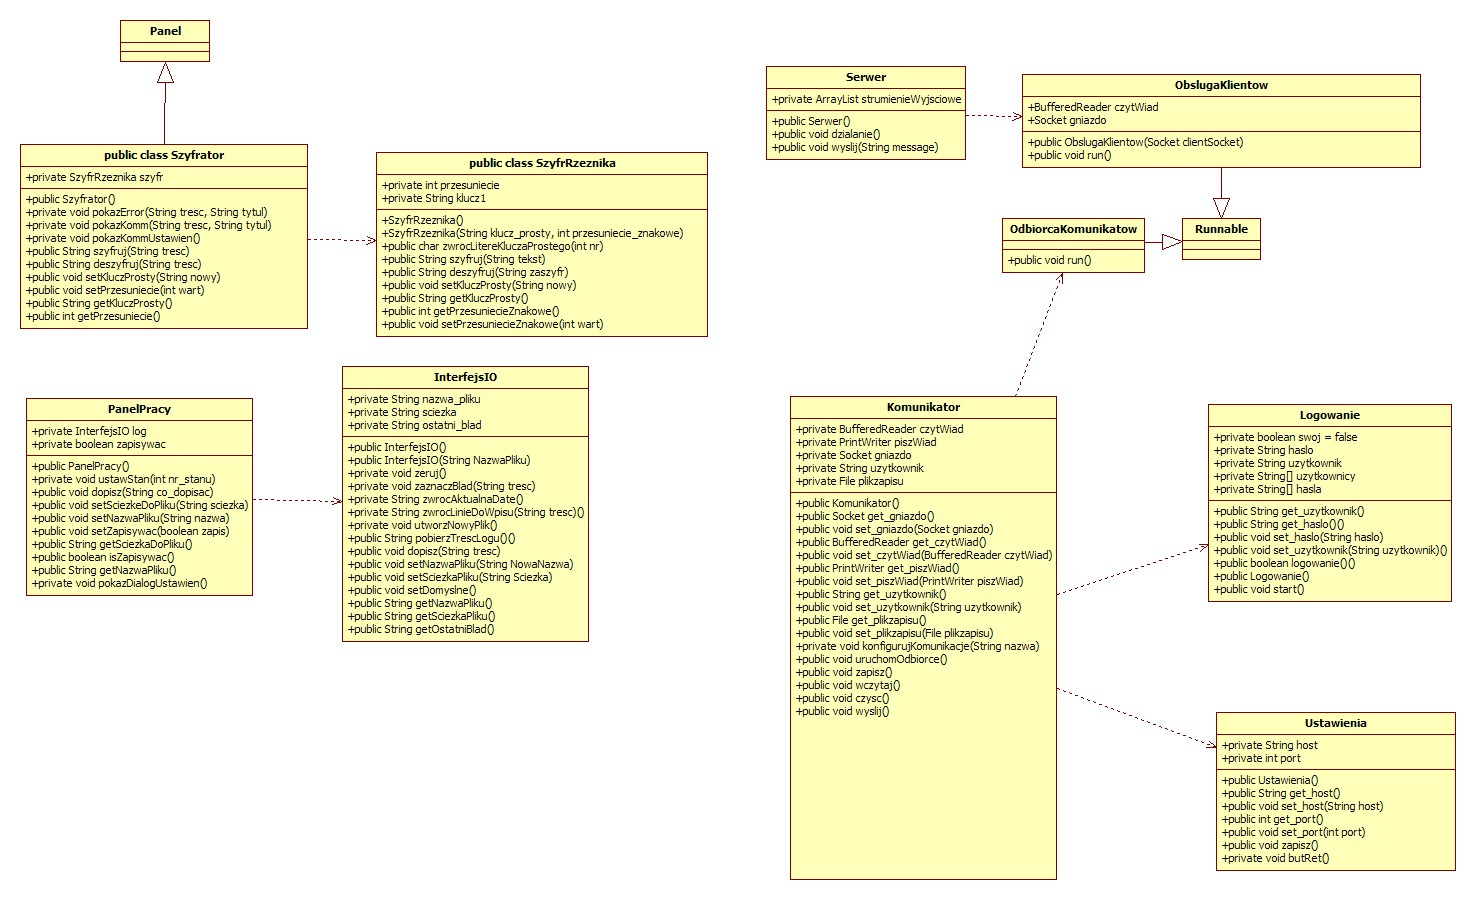 Panel
public class Szyfrator
+private SzyfrRzeznika szyfr
+public Szyfrator()
+private void pokazError(String tresc, String tytul)
+private void pokazKomm(String tresc, String tytul)
+private void pokazKommUstawien()
+public String szyfruj(String tresc)
+public String deszyfruj(String tresc)
+public void setKluczProsty(String nowy)
+public void setPrzesuniecie(int wart)
+public String getKluczProsty()
+public int getPrzesuniecie()
public class SzyfrRzeznika
+private int przesuniecie
+private String klucz1
+SzyfrRzeznika()
+SzyfrRzeznika(String klucz_prosty, int przesuniecie_znakowe)
+public char zwrocLitereKluczaProstego(int nr)
+public String szyfruj(String tekst)
+public String deszyfruj(String zaszyfr)
+public void setKluczProsty(String nowy)
+public String getKluczProsty()
+public int getPrzesuniecieZnakowe()
+public void setPrzesuniecieZnakowe(int wart)
PanelPracy
+private InterfejsIO log
+private boolean zapisywac
+public PanelPracy()
+private void ustawStan(int nr_stanu)
+public void dopisz(String co_dopisac)
+public void setSciezkeDoPliku(String sciezka)
+public void setNazwaPliku(String nazwa)
+public void setZapisywac(boolean zapis)
+public String getSciezkaDoPliku()
+public boolean isZapisywac()
+public String getNazwaPliku()
+private void pokazDialogUstawien()
InterfejsIO
+private String nazwa_pliku
+private String sciezka
+private String ostatni_blad
+public InterfejsIO()
+public InterfejsIO(String NazwaPliku)
+private void zeruj()
+private void zaznaczBlad(String tresc)
+private String zwrocAktualnaDate()
+private String zwrocLinieDoWpisu(String tresc)()
+private void utworzNowyPlik()
+public String pobierzTrescLogu()()
+public void dopisz(String tresc)
+public void setNazwaPliku(String NowaNazwa)
+public void setSciezkaPliku(String Sciezka)
+public void setDomyslne()
+public String getNazwaPliku()
+public String getSciezkaPliku()
+public String getOstatniBlad()
Serwer
+private ArrayList strumienieWyjsciowe
+public Serwer()
+public void dzialanie()
+public void wyslij(String message)
ObslugaKlientow
+BufferedReader czytWiad
+Socket gniazdo
+public ObslugaKlientow(Socket clientSocket)
+public void run()
OdbiorcaKomunikatow
+public void run()
Runnable
Komunikator
+private BufferedReader czytWiad
+private PrintWriter piszWiad
+private Socket gniazdo
+private String uzytkownik
+private File plikzapisu
+public Komunikator()
+public Socket get_gniazdo()
+public void set_gniazdo(Socket gniazdo)
+public BufferedReader get_czytWiad()
+public void set_czytWiad(BufferedReader czytWiad)
+public PrintWriter get_piszWiad()
+public void set_piszWiad(PrintWriter piszWiad)
+public String get_uzytkownik()
+public void set_uzytkownik(String uzytkownik)
+public File get_plikzapisu()
+public void set_plikzapisu(File plikzapisu)
+private void konfigurujKomunikacje(String nazwa)
+public void uruchomOdbiorce()
+public void zapisz()
+public void wczytaj()
+public void czysc()
+public void wyslij()
Logowanie
+private boolean swoj = false
+private String haslo
+private String uzytkownik
+private String[] uzytkownicy
+private String[] hasla
+public String get_uzytkownik()
+public String get_haslo()()
+public void set_haslo(String haslo)
+public void set_uzytkownik(String uzytkownik)()
+public boolean logowanie()()
+public Logowanie()
+public void start()
Ustawienia
+private String host
+private int port
+public Ustawienia()
+public String get_host()
+public void set_host(String host)
+public int get_port()
+public void set_port(int port)
+public void zapisz()
+private void butRet()